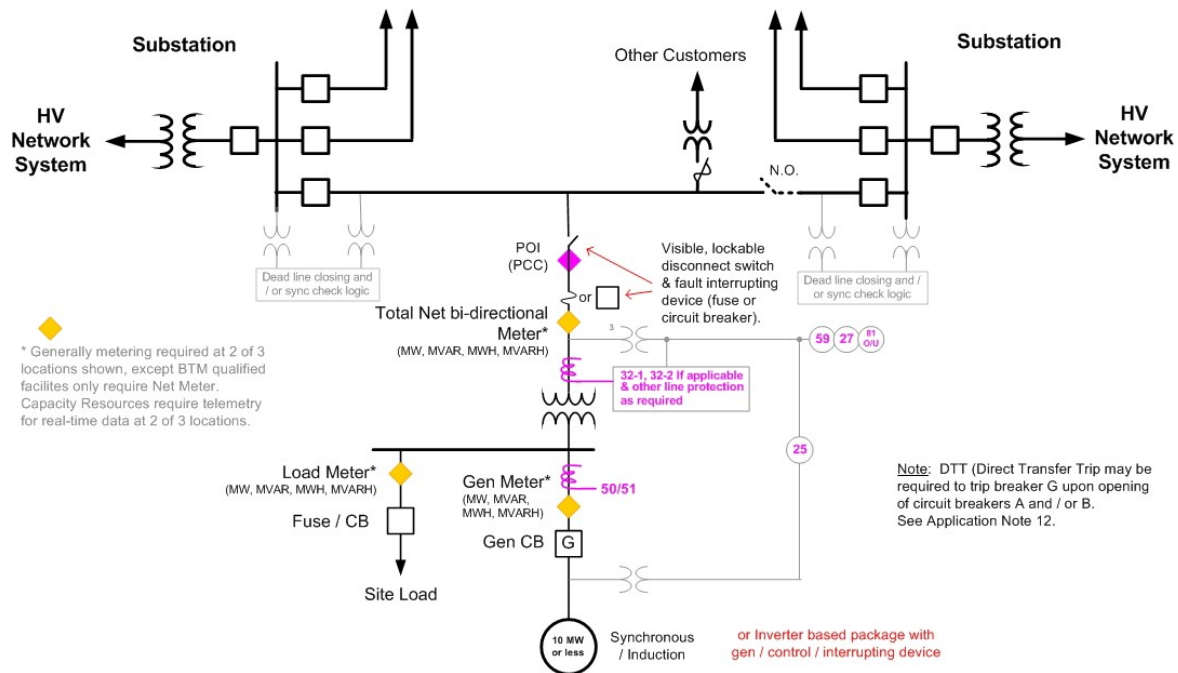 Substation
Substation
Other Customers
HV
Network
System
HV
Network
System
N.O.
POI
(PCC)
Visible, lockable
disconnect switch
& fault interrupting
device (fuse or
circuit breaker).
Dead line closing and
/ or sync check logic
Dead line closing and /
or sync check logic
or
Total Net bi-directional
Meter*
(MW, MVAR, MWH, MVARH)
3
59
27
81
O/U
* Generally metering required at 2 of 3
locations shown, except BTM qualified
facilites only require Net Meter.
Capacity Resources require telemetry
for real-time data at 2 of 3 locations.
32-1, 32-2 If applicable
& other line protection
as required
25
Load Meter*
(MW, MVAR, MWH, MVARH)
Gen Meter*
(MW, MVAR,
MWH, MVARH)
50/51
Note: DTT (Direct Transfer Trip may be
required to trip breaker G upon opening
of circuit breakers A and / or B.
See Application Note 12.
Fuse / CB
Gen CB
G
Site Load
10 MW
or less
Synchronous
/ Induction
or Inverter based package with
gen / control / interrupting device